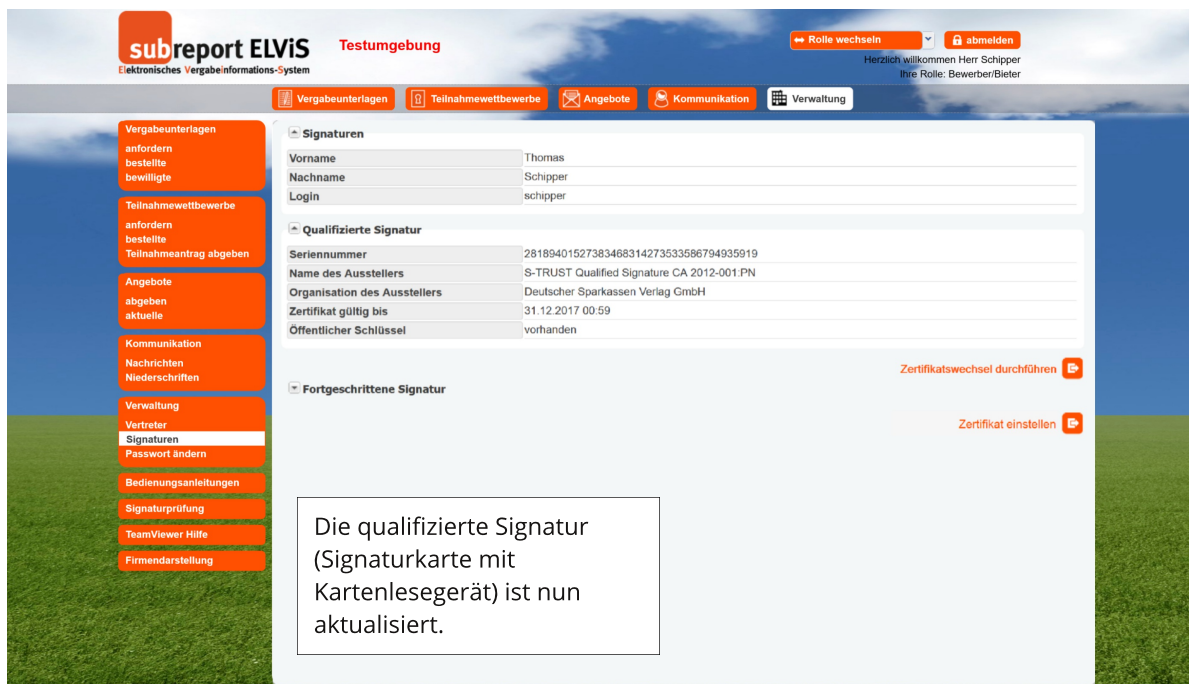 subreport ELViS
Elektronisches Vergabeinformations-System
Testumgebung
Rolle wechseln
abmelden
Herzlich willkommen Herr Schipper
Ihre Rolle: Bewerber/Bieter
Vergabeunterlagen
Teilnahmewettbewerbe
Angebote
Kommunikation
Verwaltung
Vergabeunterlagen
anfordern
bestellte
bewilligte
Teilnahmewettbewerbe
anfordern
bestellte
Teilnahmeantrag abgeben
Angebote
abgeben
aktuelle
Kommunikation
Nachrichten
Niederschriften
Verwaltung
Vertreter
Signaturen
Passwort ändern
Bedienungsanleitungen
Signaturprüfung
TeamViewer Hilfe
Firmendarstellung
Signaturen
Vorname Thomas
Nachname Schipper
Login schipper
Qualifizierte Signatur
Seriennummer 281894015273834683142735335867949​35919
Name des Ausstellers S-TRUST Qualified Signature CA 2012-001:PN
Organisation des Ausstellers Deutscher Sparkassen Verlag GmbH
Zertifikat gültig bis 31.12.2017 00:59
Öffentlicher Schlüssel vorhanden
Zertifikatswechsel durchführen
Fortgeschrittene Signatur
Zertifikat einstellen
Die qualifizierte Signatur
(Signaturkarte mit
Kartenlesegerät) ist nun
aktualisiert.